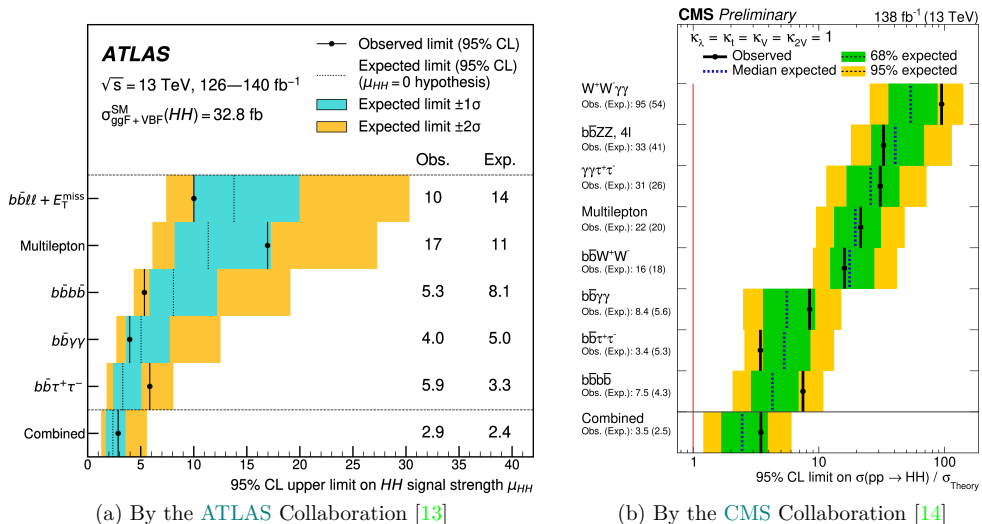 ATLAS
√s = 13 TeV, 126—140 fb⁻¹
σ^SM_ggF+VBF(HH) = 32.8 fb
Observed limit (95% CL)
Expected limit (95% CL)
(μ_HH = 0 hypothesis)
Expected limit ±1σ
Expected limit ±2σ
Obs. Exp.
bb̄ℓℓ + E_T^miss 10 14
Multilepton 17 11
bb̄bb̄ 5.3 8.1
bb̄γγ 4.0 5.0
bb̄τ⁺τ⁻ 5.9 3.3
Combined 2.9 2.4
0 5 10 15 20 25 30 35 40
95% CL upper limit on HH signal strength μ_HH
(a) By the ATLAS Collaboration [13]
CMS Preliminary 138 fb⁻¹ (13 TeV)
κ_λ = κ_t = κ_V = κ_2V = 1
Observed 68% expected
Median expected 95% expected
W⁺W⁻γγ
Obs. (Exp.): 95 (54)
bb̄ZZ, 4l
Obs. (Exp.): 33 (41)
γγτ⁺τ⁻
Obs. (Exp.): 31 (26)
Multilepton
Obs. (Exp.): 22 (20)
bb̄W⁺W⁻
Obs. (Exp.): 16 (18)
bb̄γγ
Obs. (Exp.): 8.4 (5.6)
bb̄τ⁺τ⁻
Obs. (Exp.): 3.4 (5.3)
bb̄bb̄
Obs. (Exp.): 7.5 (4.3)
Combined
Obs. (Exp.): 3.5 (2.5)
1 10 100
95% CL limit on σ(pp → HH) / σ_Theory
(b) By the CMS Collaboration [14]